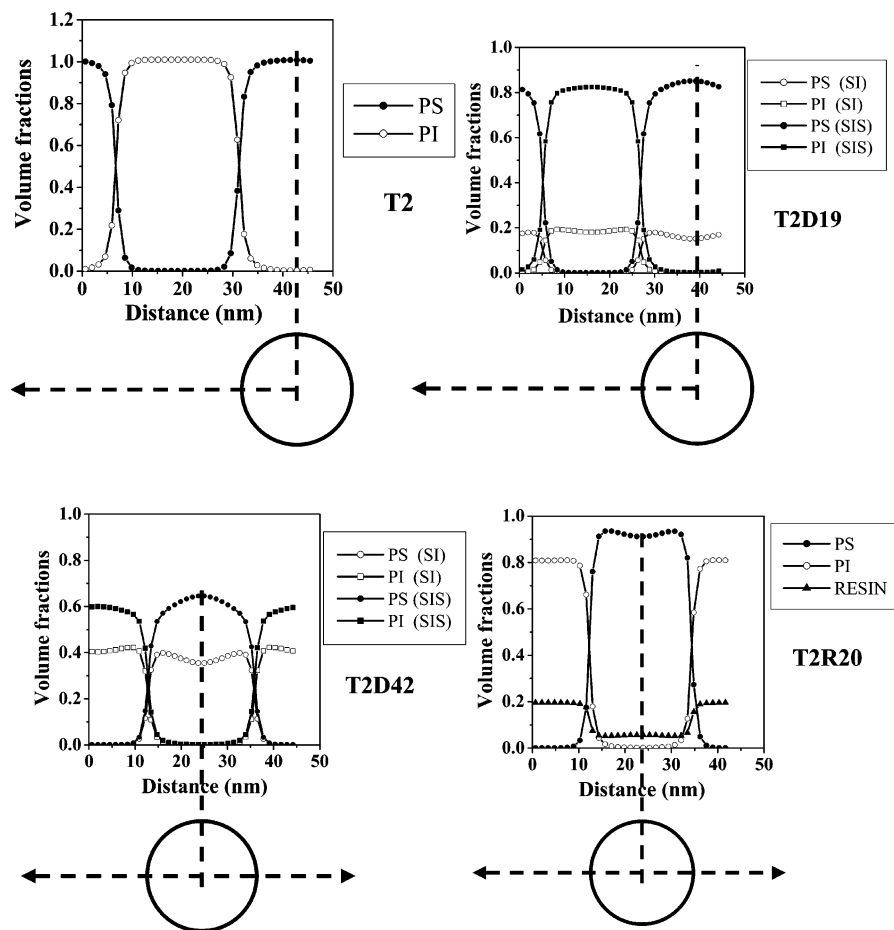 Volume fractions
1.2
1.0
0.8
0.6
0.4
0.2
0.0
0
10
20
30
40
50
Distance (nm)
PS
PI
T2
Volume fractions
1.0
0.8
0.6
0.4
0.2
0.0
0
10
20
30
40
50
Distance (nm)
PS (SI)
PI (SI)
PS (SIS)
PI (SIS)
T2D19
Volume fractions
1.0
0.8
0.6
0.4
0.2
0.0
0
10
20
30
40
50
Distance (nm)
PS (SI)
PI (SI)
PS (SIS)
PI (SIS)
T2D42
Volume fractions
1.0
0.8
0.6
0.4
0.2
0.0
0
10
20
30
40
50
Distance (nm)
PS
PI
RESIN
T2R20